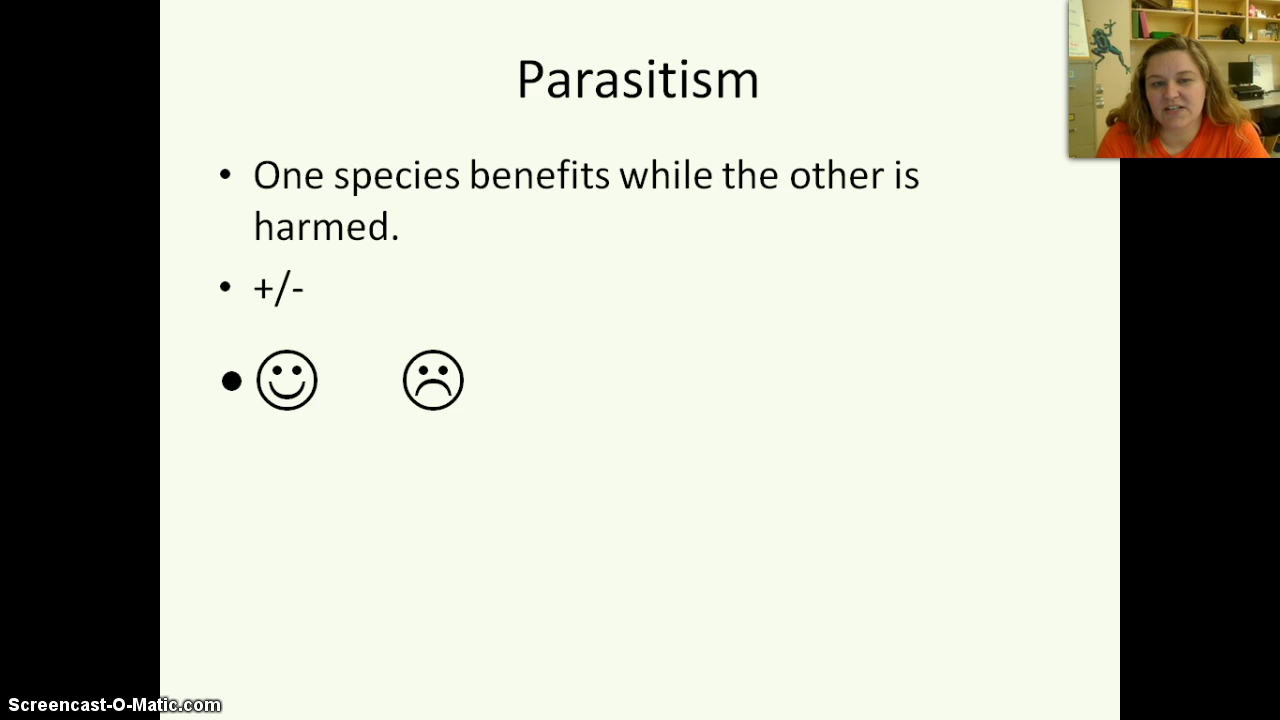 Parasitism
• One species benefits while the other is
harmed.
• +/-
Screencast-O-Matic.com